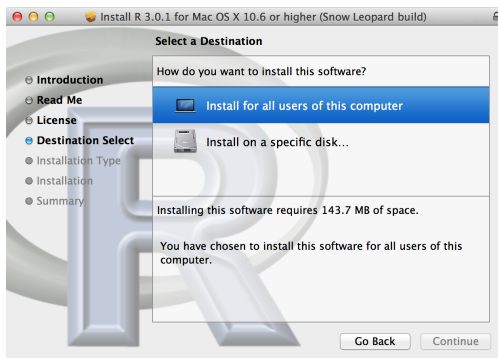 Install R 3.0.1 for Mac OS X 10.6 or higher (Snow Leopard build)
Select a Destination
Introduction
Read Me
License
Destination Select
Installation Type
Installation
Summary
How do you want to install this software?
Install for all users of this computer
Install on a specific disk...
Installing this software requires 143.7 MB of space.
You have chosen to install this software for all users of this
computer.
R
Go Back
Continue